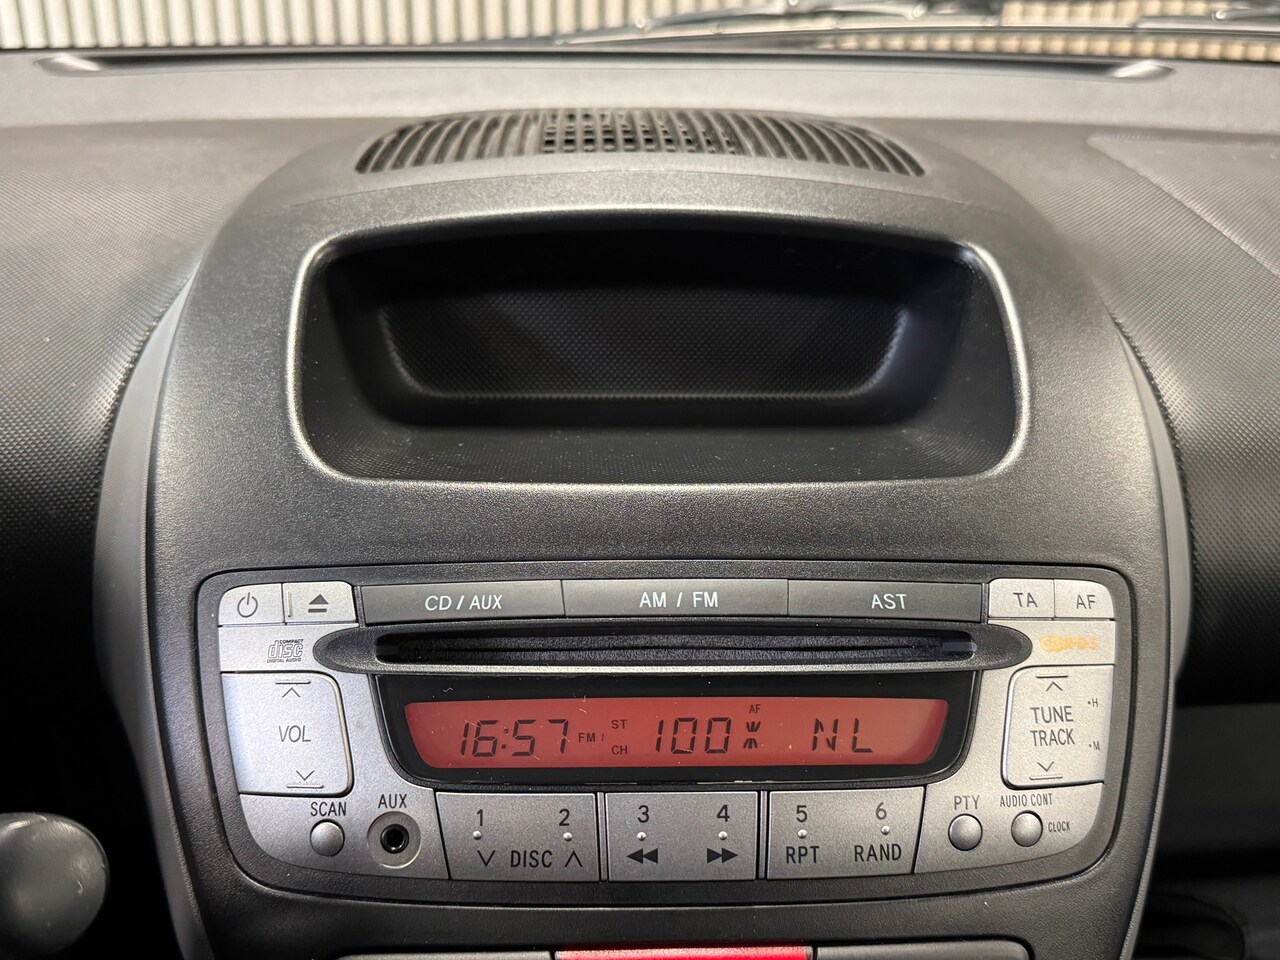 CD / AUX AM / FM AST TA AF
COMPACT
disc
DIGITAL AUDIO
VOL
16:57 FM / ST CH 100% AF NL
TUNE
TRACK
·H
·M
SCAN AUX
1 2 3 4 5 6
DISC RPT RAND
PTY AUDIO CONT
CLOCK